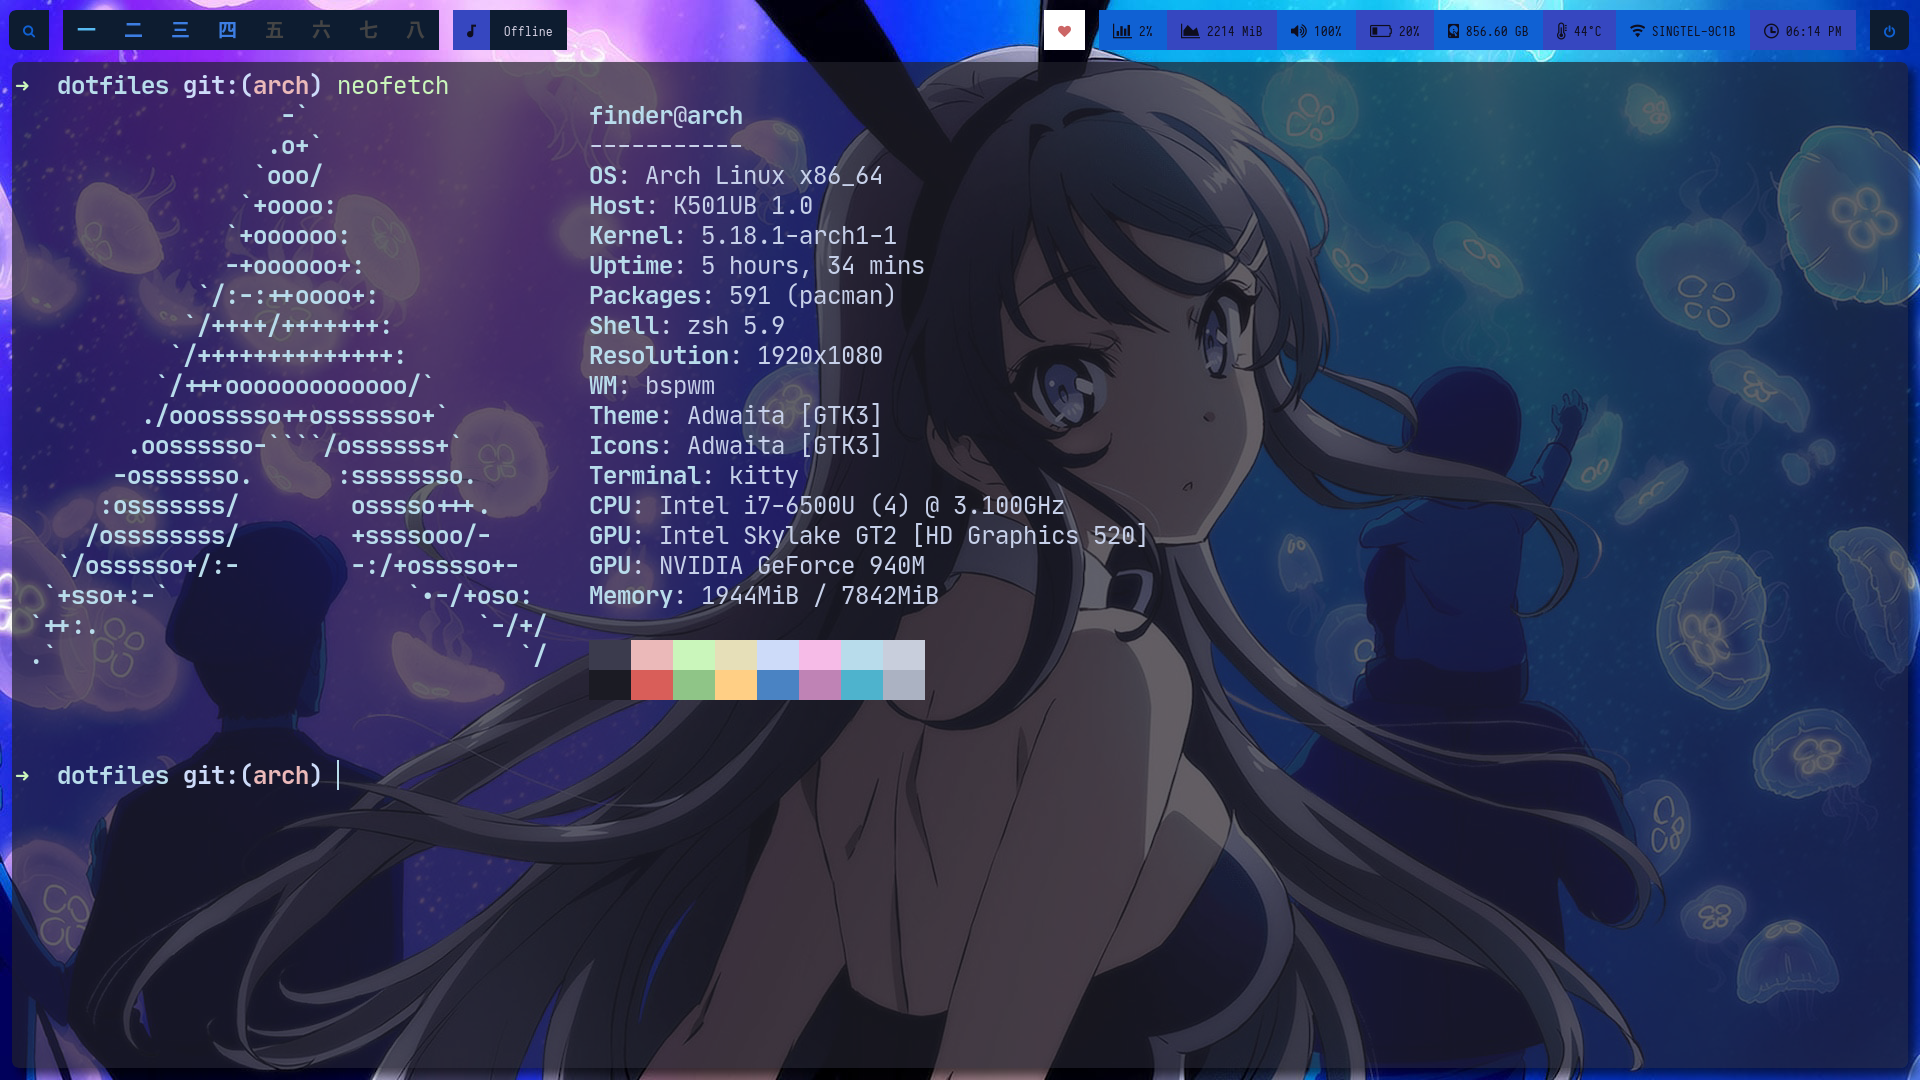 一 二 三 四 五 六 七 八 Offline 2% 2214 MiB 100% 20% 856.60 GB 44°C SINGTEL-9C1B 06:14 PM
➜ dotfiles git:(arch) neofetch
-` finder@arch
.o+` -----------
`ooo/ OS: Arch Linux x86_64
`+oooo: Host: K501UB 1.0
`+oooooo: Kernel: 5.18.1-arch1-1
-+oooooo+: Uptime: 5 hours, 34 mins
`/:-:++oooo+: Packages: 591 (pacman)
`/++++/+++++++: Shell: zsh 5.9
`/++++++++++++++: Resolution: 1920x1080
`/+++ooooooooooooo/` WM: bspwm
./ooosssso++osssssso+` Theme: Adwaita [GTK3]
.oossssso-````/ossssss+` Icons: Adwaita [GTK3]
-osssssso. :ssssssso. Terminal: kitty
:osssssss/ osssso+++. CPU: Intel i7-6500U (4) @ 3.100GHz
/ossssssss/ +ssssooo/- GPU: Intel Skylake GT2 [HD Graphics 520]
`/ossssso+/:- -:/+osssso+- GPU: NVIDIA GeForce 940M
`+sso+:-` `.-/+oso: Memory: 1944MiB / 7842MiB
`++:. `-/+/
.` `/
➜ dotfiles git:(arch)